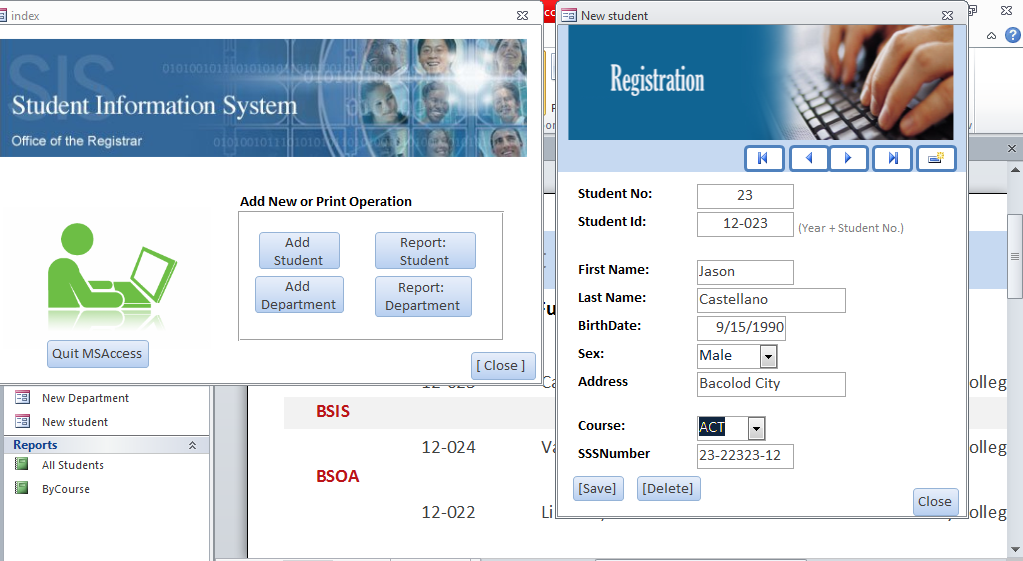 index
SIS
Student Information System
Office of the Registrar
Add New or Print Operation
Add
Student
Report:
Student
Add
Department
Report:
Department
Quit MSAccess
[ Close ]
New Department
New student
Reports
All Students
ByCourse
BSIS
12-024
BSOA
12-022
New student
Registration
Student No:
23
Student Id:
12-023
(Year + Student No.)
First Name:
Jason
Last Name:
Castellano
BirthDate:
9/15/1990
Sex:
Male
Address
Bacolod City
Course:
ACT
SSSNumber
23-22323-12
[Save]
[Delete]
Close